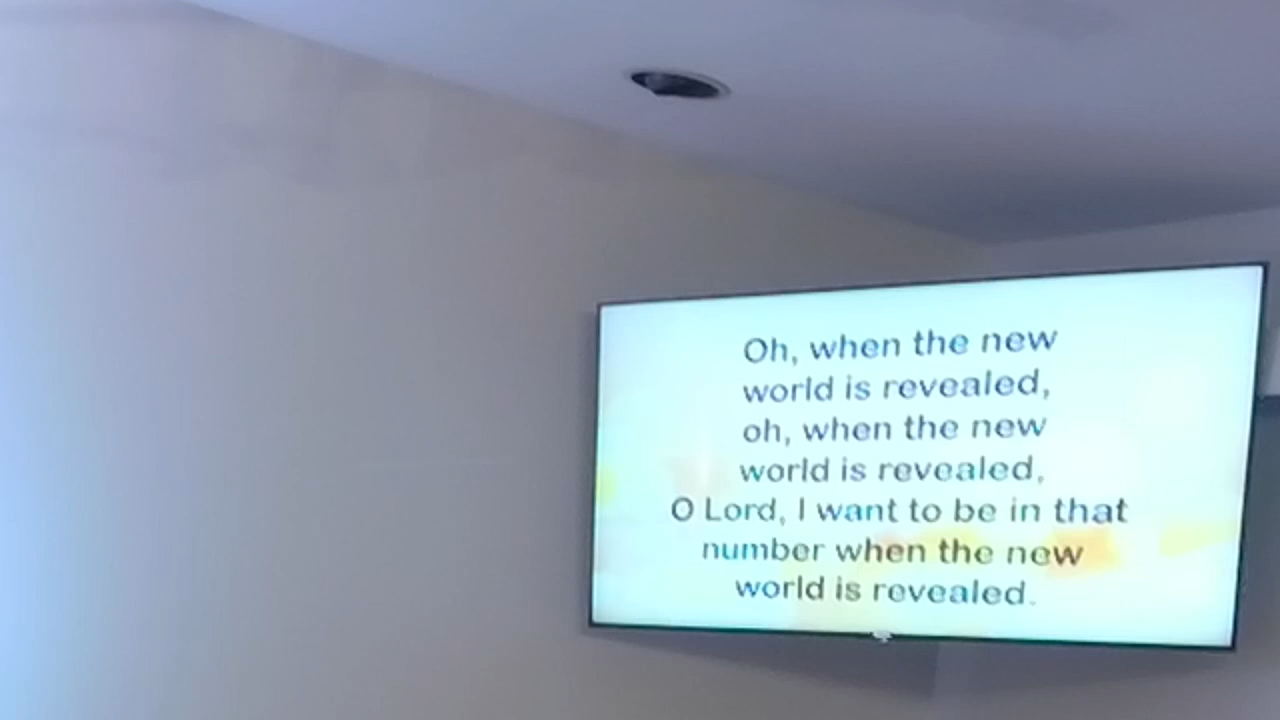 Oh, when the new
world is revealed,
oh, when the new
world is revealed,
O Lord, I want to be in that
number when the new
world is revealed.